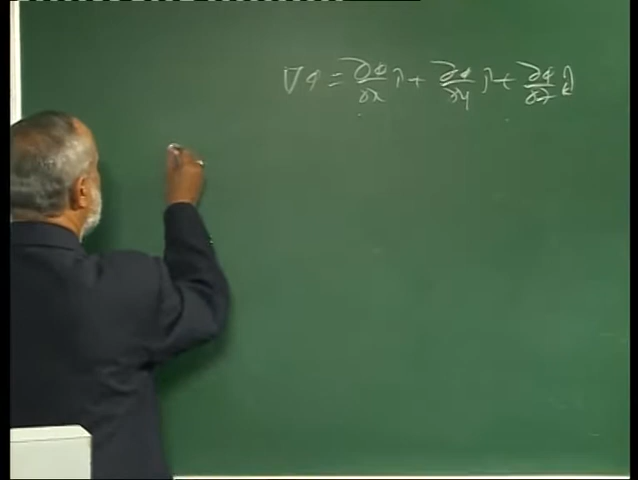 ∇φ = ∂φ/∂x î + ∂φ/∂y ĵ + ∂φ/∂z k̂